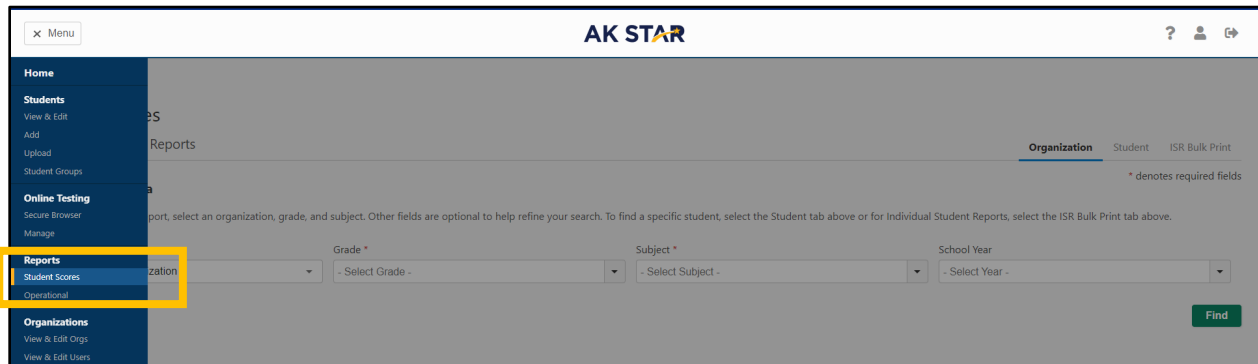 × Menu
AK STAR
?
Home
Students
View & Edit
Add
Upload
Student Groups
Online Testing
Secure Browser
Manage
Reports
Student Scores
Operational
Organizations
View & Edit Orgs
View & Edit Users
es
Reports
Organization Student ISR Bulk Print
* denotes required fields
a
port, select an organization, grade, and subject. Other fields are optional to help refine your search. To find a specific student, select the Student tab above or for Individual Student Reports, select the ISR Bulk Print tab above.
Grade * Subject * School Year
zation - Select Grade - - Select Subject - - Select Year -
Find